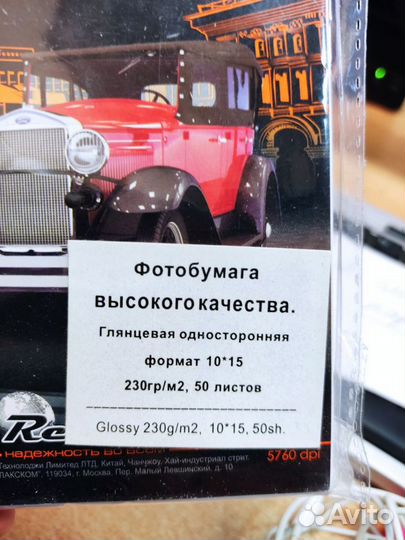 Фотобумага
высокого качества.
Глянцевая односторонняя
формат 10*15
230гр/м2, 50 листов
Glossy 230g/m2, 10*15, 50sh.
Re
надежность во всем
5760 dpi
Технолоджи Лимитед ЛТД. Китай, Чанчжоу, Хай-индустриал стрит.
ЛАКСКОМ". 119034, г. Москва. Пер. Малый Левшинский, д. 10
Avito